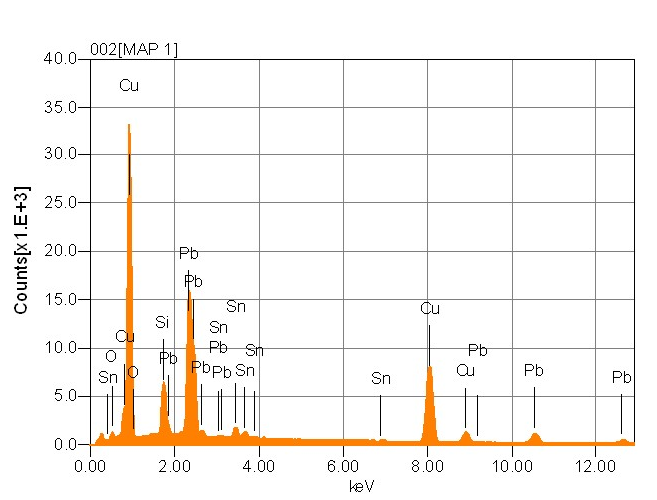 002[MAP 1]
40.0
35.0
30.0
25.0
20.0
15.0
10.0
5.0
0.0
Counts[x1.E+3]
Cu
Pb
Pb
Sn
Cu
Si
Sn
Cu
O
Pb
Pb
Sn
Pb
Sn
O
Pb
Pb
Sn
Sn
Cu
Pb
Pb
0.00
2.00
4.00
6.00
8.00
10.00
12.00
keV